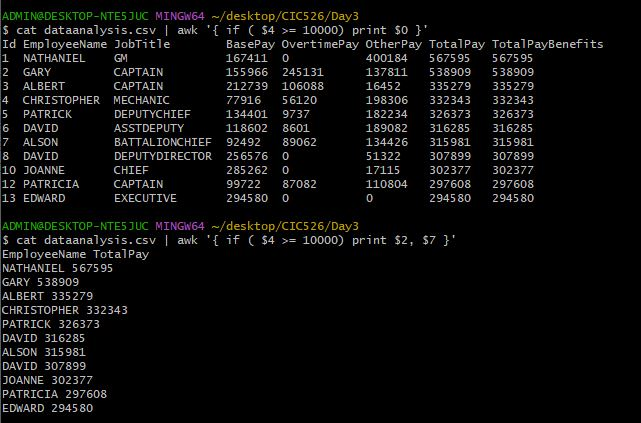 ADMIN@DESKTOP-NTE5JUC MINGW64 ~/desktop/CIC526/Day3
$ cat dataanalysis.csv | awk '{ if ( $4 >= 10000) print $0 }'
Id EmployeeName JobTitle BasePay OvertimePay OtherPay TotalPay TotalPayBenefits
1 NATHANIEL GM 167411 0 400184 567595 567595
2 GARY CAPTAIN 155966 245131 137811 538909 538909
3 ALBERT CAPTAIN 212739 106088 16452 335279 335279
4 CHRISTOPHER MECHANIC 77916 56120 198306 332343 332343
5 PATRICK DEPUTYCHIEF 134401 9737 182234 326373 326373
6 DAVID ASSTDEPUTY 118602 8601 189082 316285 316285
7 ALSON BATTALIONCHIEF 92492 89062 134426 315981 315981
8 DAVID DEPUTYDIRECTOR 256576 0 51322 307899 307899
10 JOANNE CHIEF 285262 0 17115 302377 302377
12 PATRICIA CAPTAIN 99722 87082 110804 297608 297608
13 EDWARD EXECUTIVE 294580 0 0 294580 294580
ADMIN@DESKTOP-NTE5JUC MINGW64 ~/desktop/CIC526/Day3
$ cat dataanalysis.csv | awk '{ if ( $4 >= 10000) print $2, $7 }'
EmployeeName TotalPay
NATHANIEL 567595
GARY 538909
ALBERT 335279
CHRISTOPHER 332343
PATRICK 326373
DAVID 316285
ALSON 315981
DAVID 307899
JOANNE 302377
PATRICIA 297608
EDWARD 294580